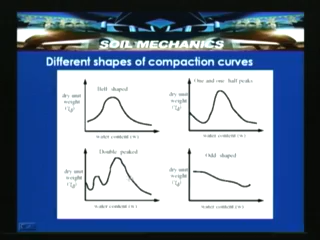 SOIL MECHANICS
Different shapes of compaction curves
Bell shaped
dry unit
weight
(γd)
water content (w)
One and one half peaks
dry unit
weight
(γd)
water content (w)
Double peaked
dry unit
weight
(γd)
water content (w)
Odd shaped
dry unit
weight
(γd)
water content (w)